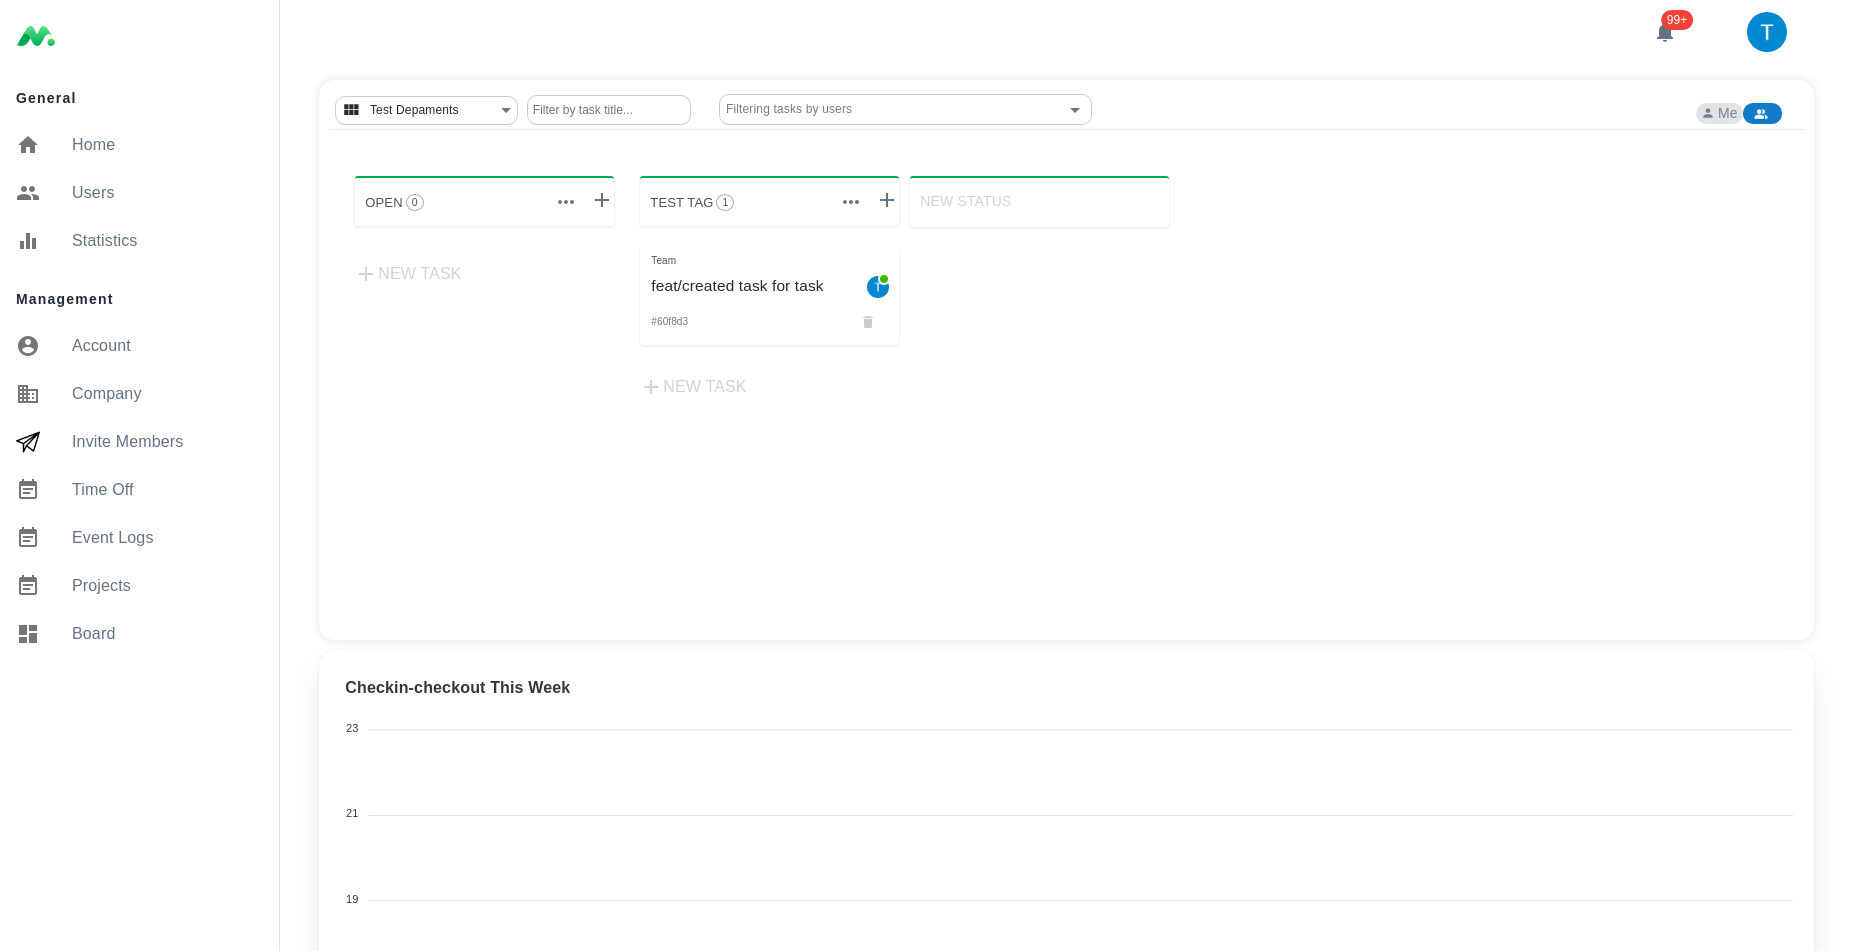 99+
T
General
Home
Users
Statistics
Management
Account
Company
Invite Members
Time Off
Event Logs
Projects
Board
Test Depaments
Filter by task title...
Filtering tasks by users
Me
OPEN 0
TEST TAG 1
NEW STATUS
NEW TASK
Team
feat/created task for task
T
#60f8d3
NEW TASK
Checkin-checkout This Week
23
21
19